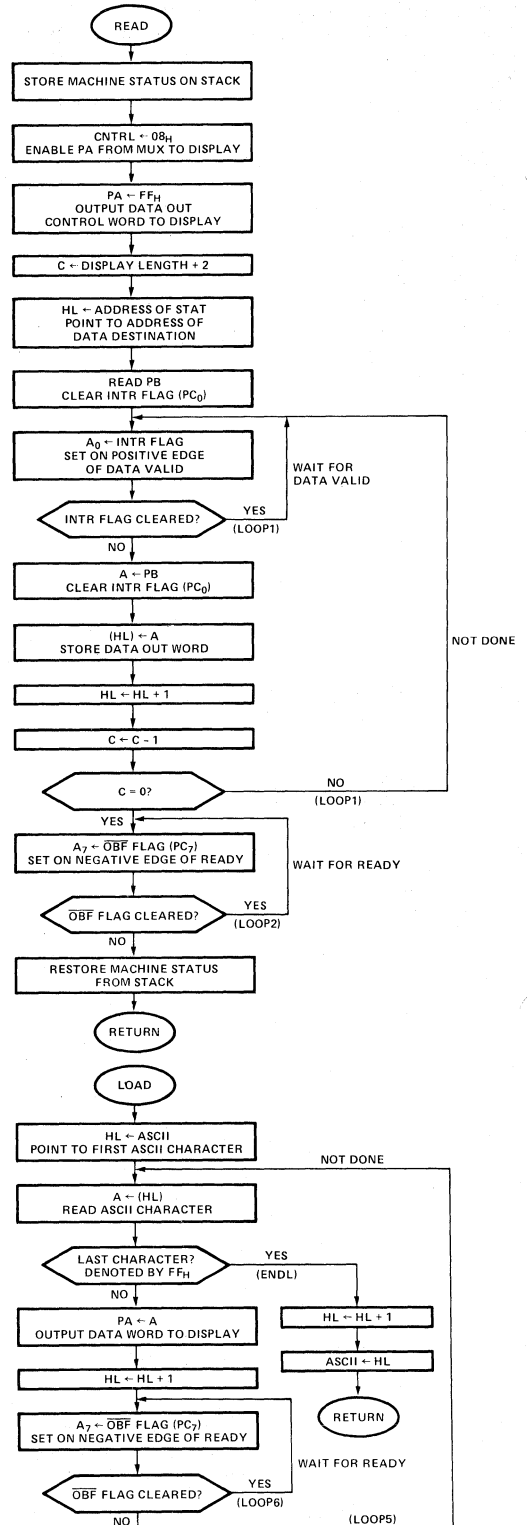 READ
STORE MACHINE STATUS ON STACK
CNTRL ← 08H
ENABLE PA FROM MUX TO DISPLAY
PA ← FFH
OUTPUT DATA OUT
CONTROL WORD TO DISPLAY
C ← DISPLAY LENGTH + 2
HL ← ADDRESS OF STAT
POINT TO ADDRESS OF
DATA DESTINATION
READ PB
CLEAR INTR FLAG (PC0)
A0 ← INTR FLAG
SET ON POSITIVE EDGE
OF DATA VALID
WAIT FOR
DATA VALID
INTR FLAG CLEARED?
YES
(LOOP1)
NO
A ← PB
CLEAR INTR FLAG (PC0)
(HL) ← A
STORE DATA OUT WORD
NOT DONE
HL ← HL + 1
C ← C - 1
C = 0?
NO
(LOOP1)
YES
A7 ← OBF FLAG (PC7)
SET ON NEGATIVE EDGE OF READY
WAIT FOR READY
OBF FLAG CLEARED?
YES
(LOOP2)
NO
RESTORE MACHINE STATUS
FROM STACK
RETURN
LOAD
HL ← ASCII
POINT TO FIRST ASCII CHARACTER
NOT DONE
A ← (HL)
READ ASCII CHARACTER
LAST CHARACTER?
DENOTED BY FFH
YES
(ENDL)
NO
PA ← A
OUTPUT DATA WORD TO DISPLAY
HL ← HL + 1
HL ← HL + 1
ASCII ← HL
RETURN
A7 ← OBF FLAG (PC7)
SET ON NEGATIVE EDGE OF READY
WAIT FOR READY
OBF FLAG CLEARED?
YES
(LOOP6)
NO
(LOOP5)